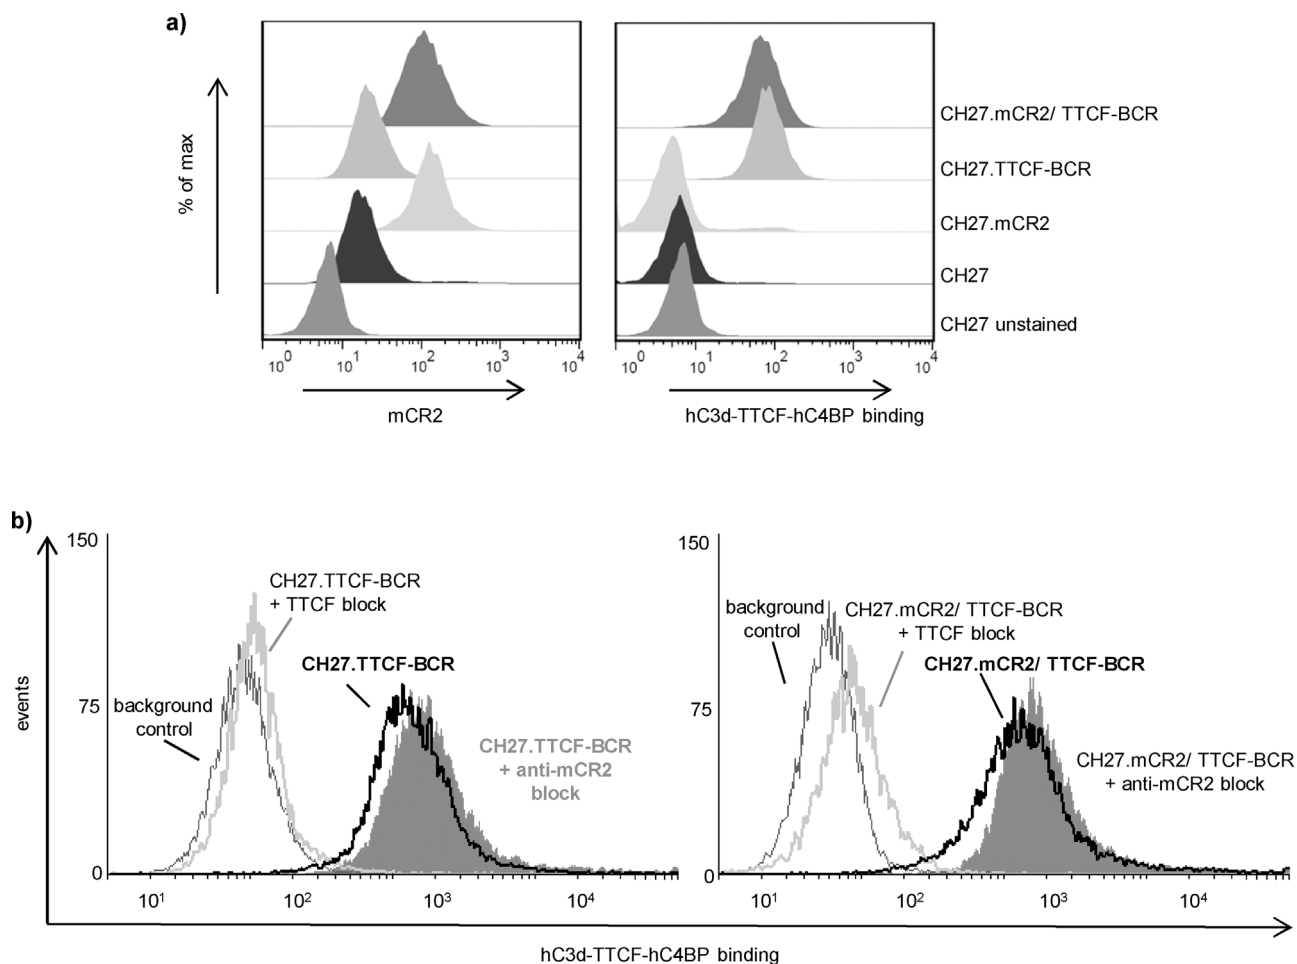 a)
% of max
CH27.mCR2/ TTCF-BCR
CH27.TTCF-BCR
CH27.mCR2
CH27
CH27 unstained
10^0 10^1 10^2 10^3 10^4
10^0 10^1 10^2 10^3 10^4
mCR2
hC3d-TTCF-hC4BP binding
b)
events
150
75
0
CH27.TTCF-BCR
+ TTCF block
CH27.TTCF-BCR
background
control
CH27.TTCF-BCR
+ anti-mCR2
block
10^1 10^2 10^3 10^4
150
75
0
background
control
CH27.mCR2/ TTCF-BCR
+ TTCF block
CH27.mCR2/ TTCF-BCR
CH27.mCR2/ TTCF-BCR
+ anti-mCR2 block
10^1 10^2 10^3 10^4
hC3d-TTCF-hC4BP binding